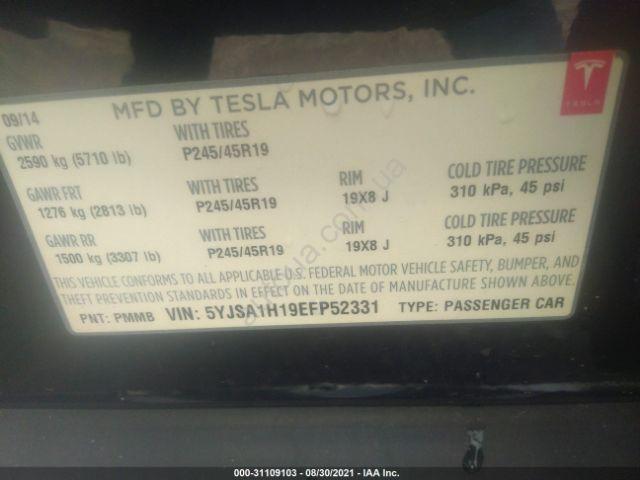 09/14 MFD BY TESLA MOTORS, INC.
TESLA
GVWR WITH TIRES
2590 kg (5710 lb) P245/45R19
GAWR FRT WITH TIRES RIM COLD TIRE PRESSURE
1276 kg (2813 lb) P245/45R19 19X8 J 310 kPa, 45 psi
GAWR RR WITH TIRES RIM COLD TIRE PRESSURE
1500 kg (3307 lb) P245/45R19 19X8 J 310 kPa, 45 psi
THIS VEHICLE CONFORMS TO ALL APPLICABLE U.S. FEDERAL MOTOR VEHICLE SAFETY, BUMPER, AND
THEFT PREVENTION STANDARDS IN EFFECT ON THE DATE OF MANUFACTURE SHOWN ABOVE.
PNT: PMMB VIN: 5YJSA1H19EFP52331 TYPE: PASSENGER CAR
000-31109103 - 08/30/2021 - IAA Inc.